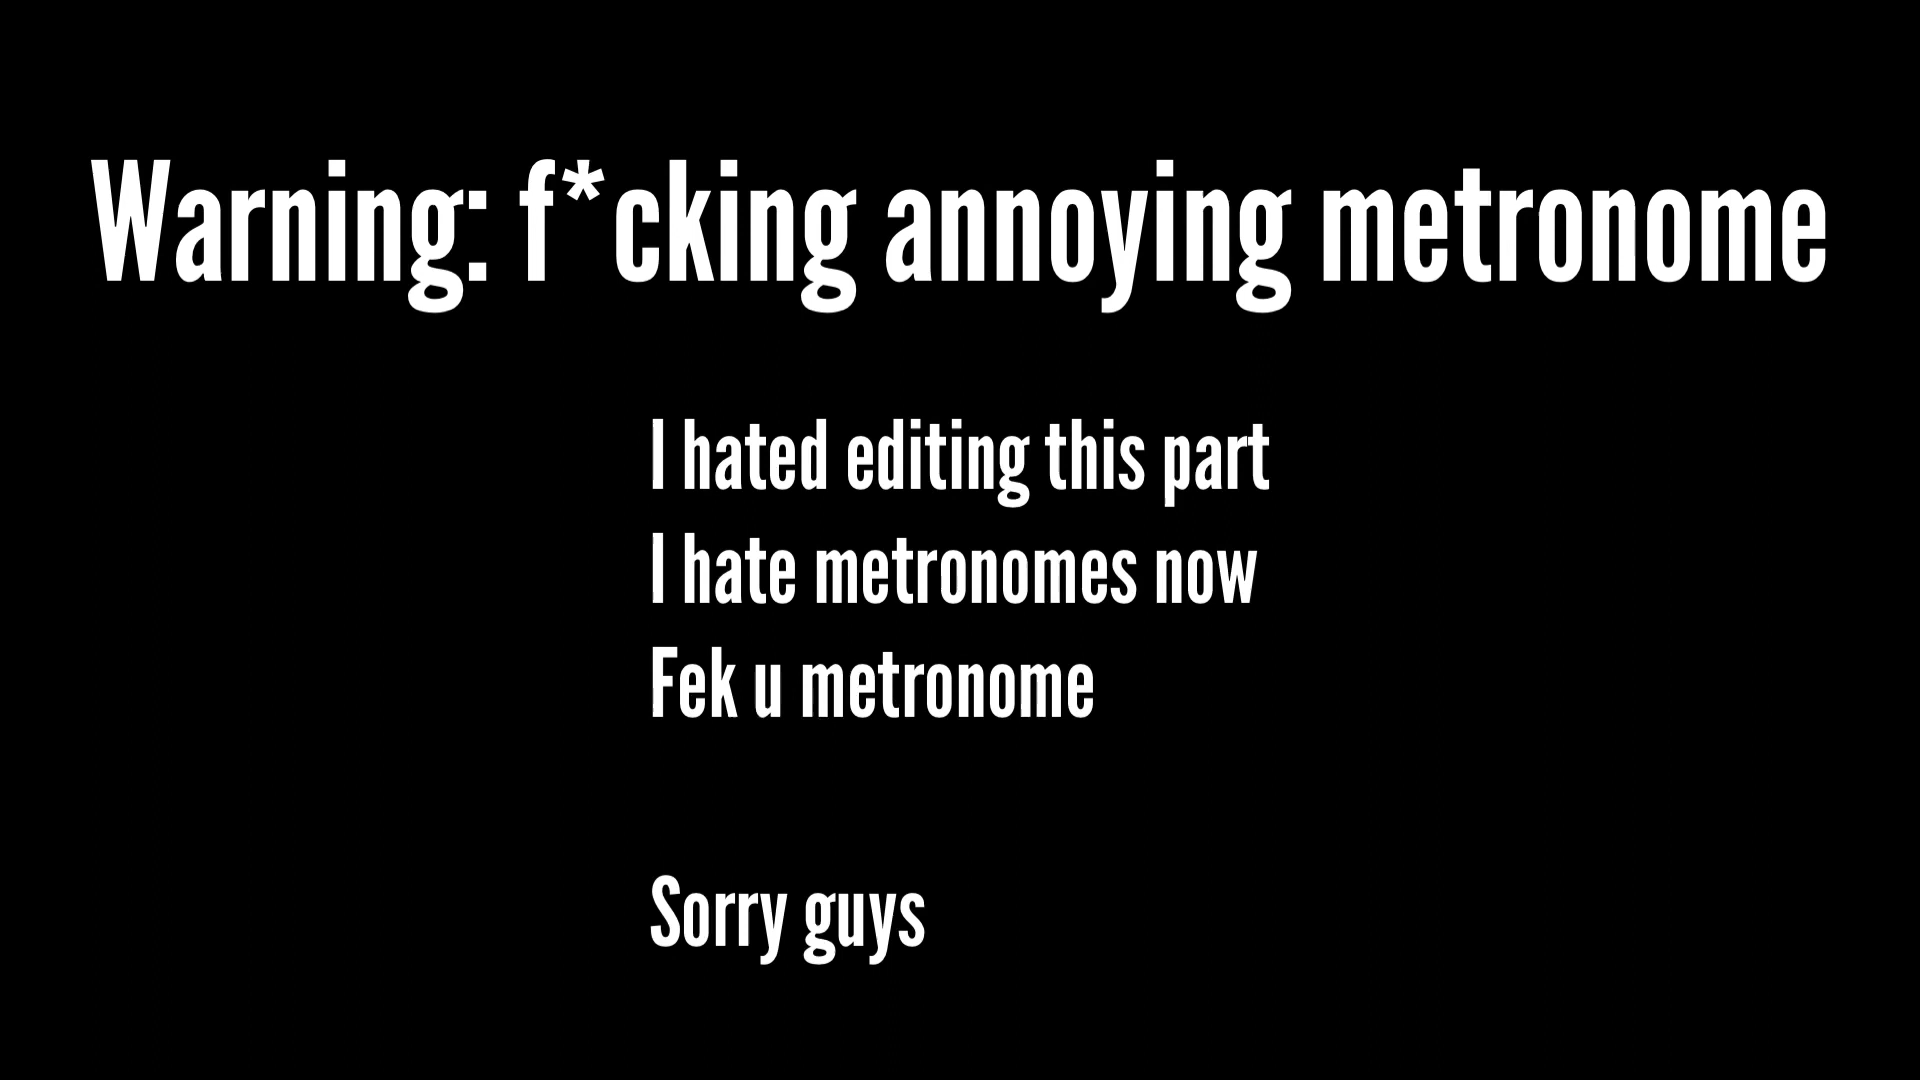 Warning: f*cking annoying metronome
I hated editing this part
I hate metronomes now
Fek u metronome
Sorry guys